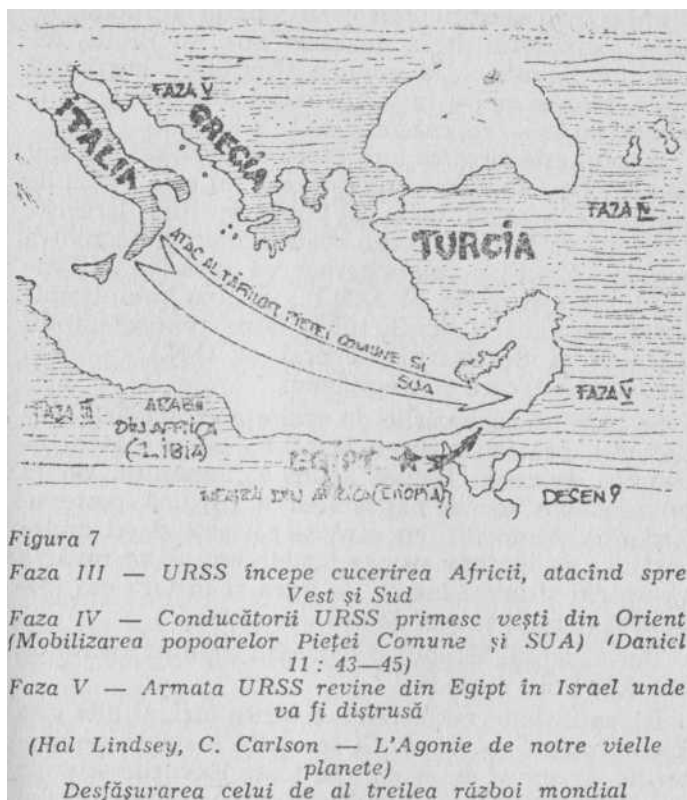 FAZA V
ITALIA
GRECIA
FAZA IV
TURCIA
ATAC AL ȚĂRILOR PIEȚEI COMUNE SI
SUA
FAZA V
FAZA III
ARABII
DIN AFRICA
(LIBIA)
EGIPT
DIN AFRICA (ETIOPIA)
DESEN 9
Figura 7
Faza III — URSS începe cucerirea Africii, atacînd spre
Vest și Sud
Faza IV — Conducătorii URSS primesc vești din Orient
(Mobilizarea popoarelor Pieței Comune și SUA) (Daniel
11 : 43—45)
Faza V — Armata URSS revine din Egipt în Israel unde
va fi distrusă
(Hal Lindsey, C. Carlson — L'Agonie de notre vielle
planete)
Desfășurarea celui de al treilea război mondial